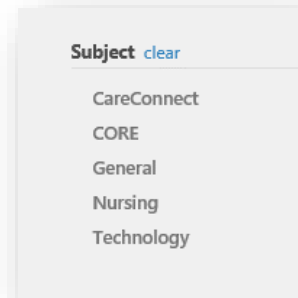 Subject clear
CareConnect
CORE
General
Nursing
Technology